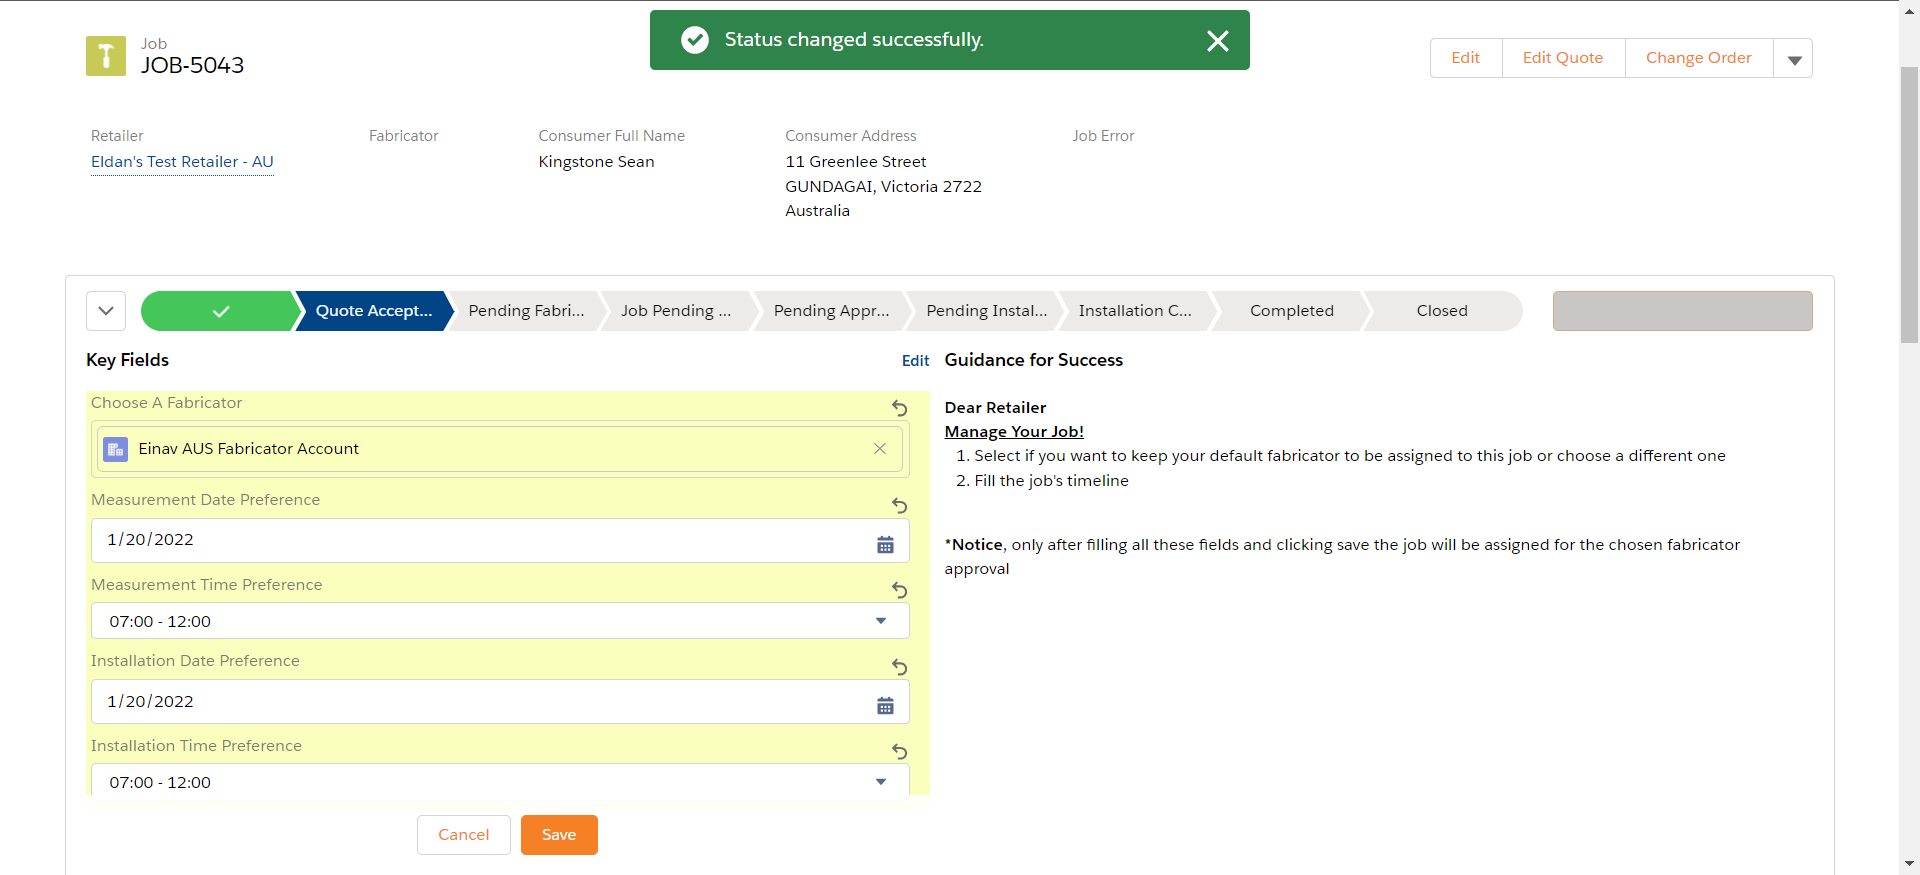 Status changed successfully.
Job
JOB-5043
Edit
Edit Quote
Change Order
Retailer
Eldan's Test Retailer - AU
Fabricator
Consumer Full Name
Kingstone Sean
Consumer Address
11 Greenlee Street
GUNDAGAI, Victoria 2722
Australia
Job Error
Quote Accept...
Pending Fabri...
Job Pending ...
Pending Appr...
Pending Instal...
Installation C...
Completed
Closed
Key Fields
Edit
Choose A Fabricator
Einav AUS Fabricator Account
Measurement Date Preference
1/20/2022
Measurement Time Preference
07:00 - 12:00
Installation Date Preference
1/20/2022
Installation Time Preference
07:00 - 12:00
Cancel
Save
Guidance for Success
Dear Retailer
Manage Your Job!
1. Select if you want to keep your default fabricator to be assigned to this job or choose a different one
2. Fill the job's timeline
*Notice, only after filling all these fields and clicking save the job will be assigned for the chosen fabricator
approval